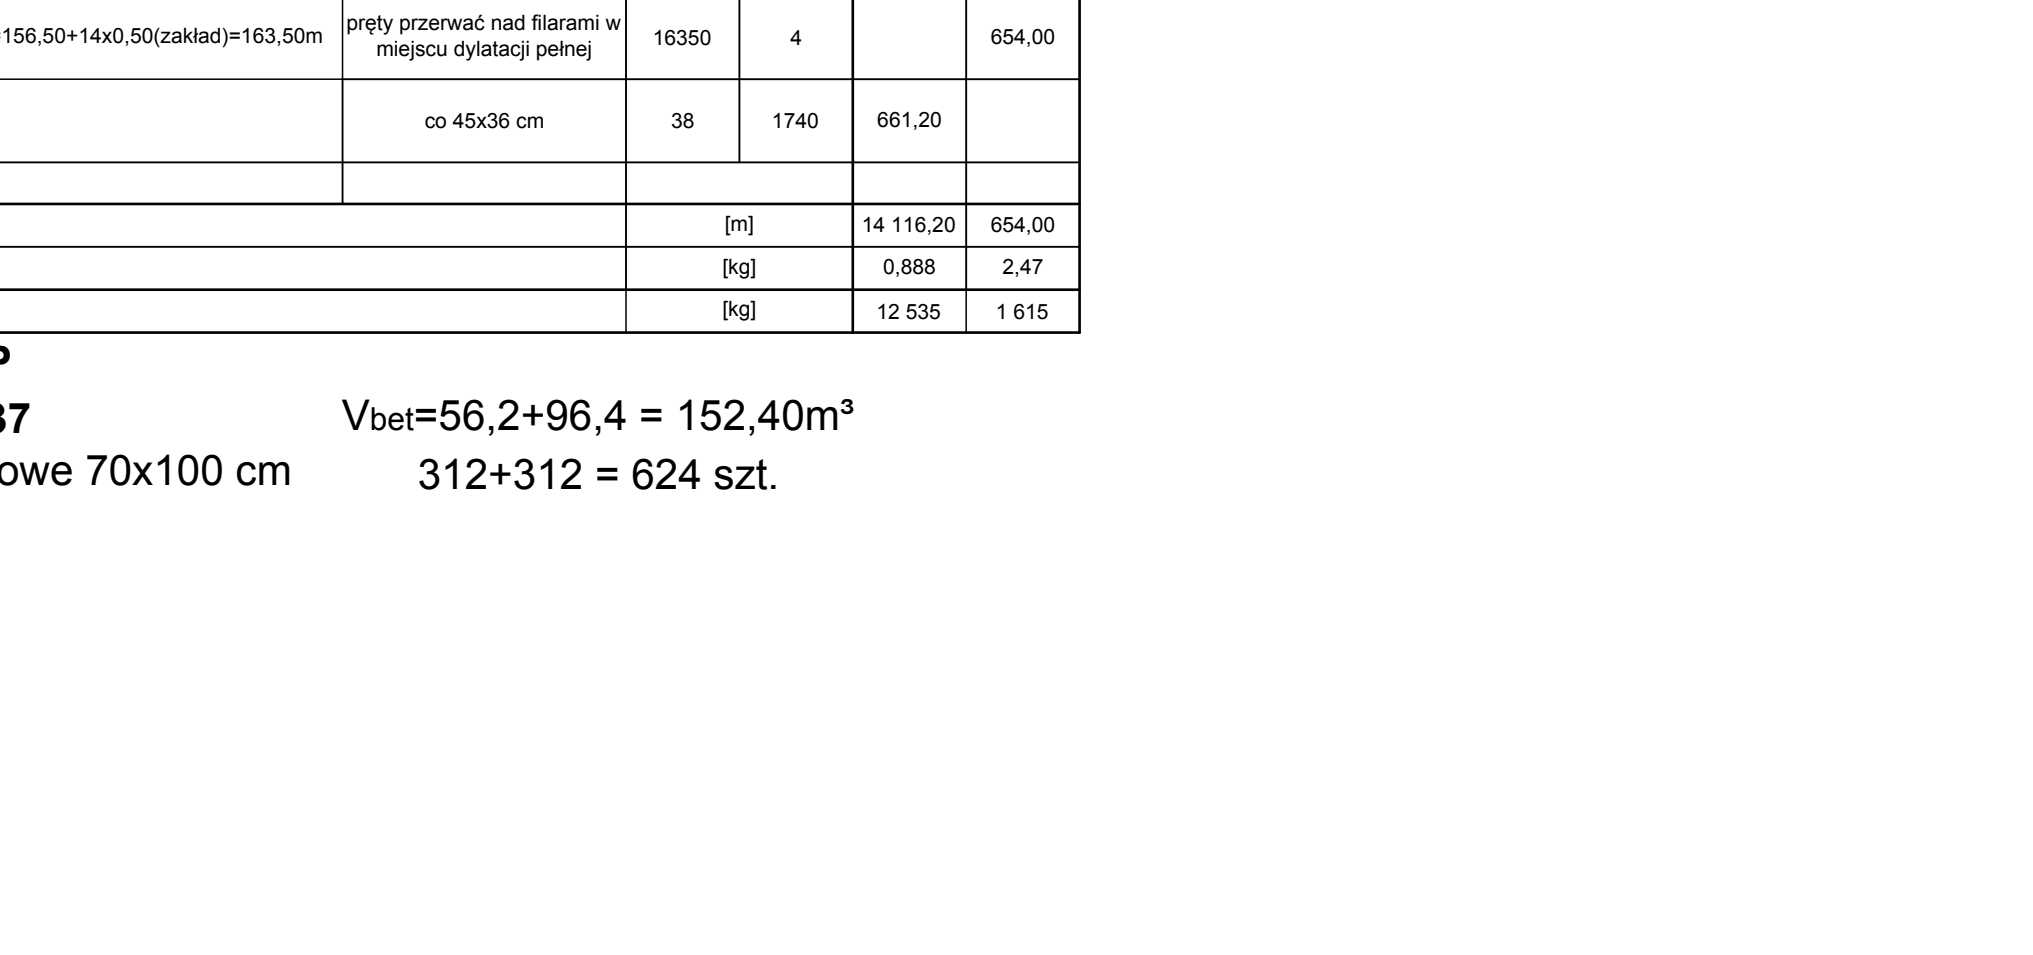 =156,50+14x0,50(zakład)=163,50m pręty przerwać nad filarami w miejscu dylatacji pełnej 16350 4 654,00
co 45x36 cm 38 1740 661,20
[m] 14 116,20 654,00
[kg] 0,888 2,47
[kg] 12 535 1 615
P
37 Vbet=56,2+96,4 = 152,40m³
owe 70x100 cm 312+312 = 624 szt.